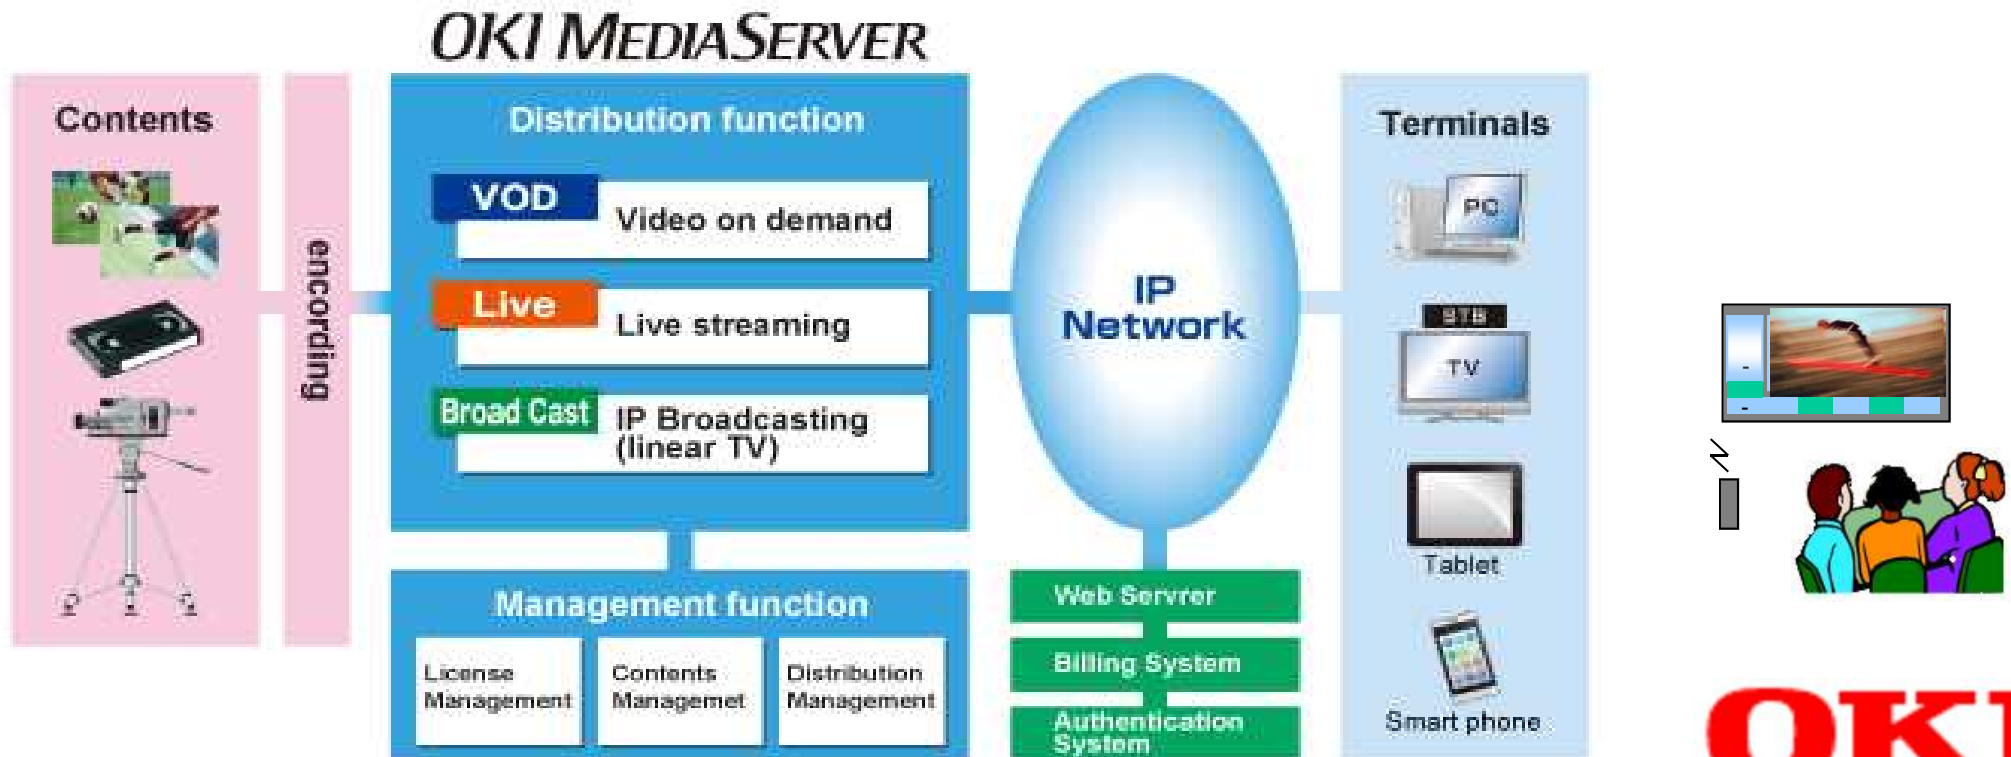 OKI MEDIASERVER
Contents
encording
Distribution function
VOD
Video on demand
Live
Live streaming
Broad Cast
IP Broadcasting
(linear TV)
Management function
License
Management
Contents
Managemet
Distribution
Management
IP
Network
Web Servrer
Billing System
Authentication
System
Terminals
PC
STB
TV
Tablet
Smart phone
-
-
OKI